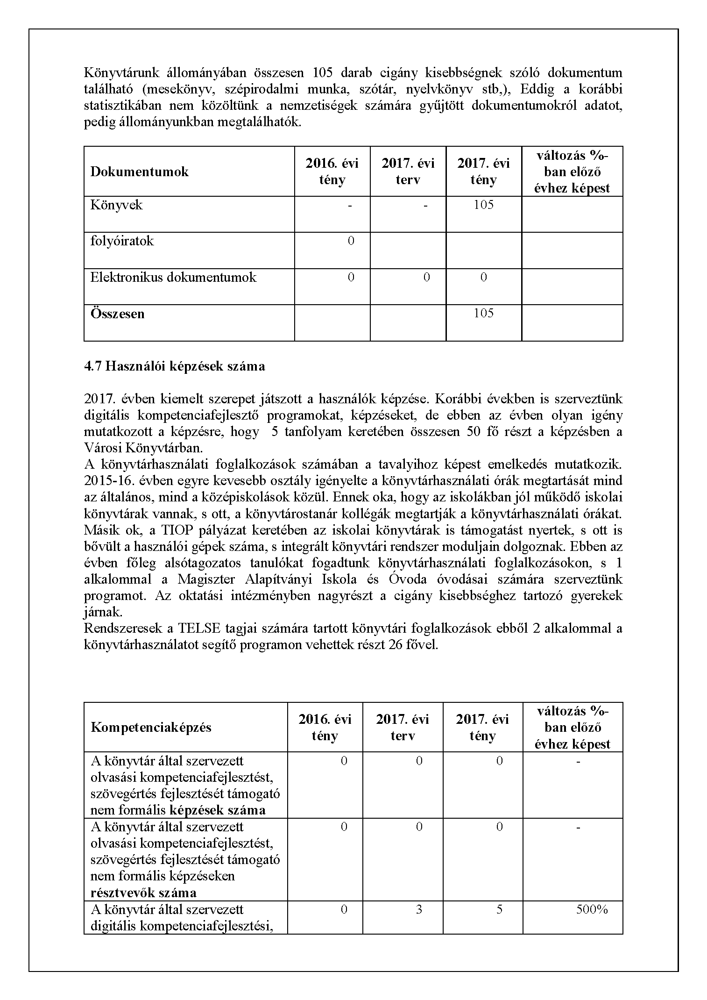 Könyvtárunk állományában összesen 105 darab cigány kisebbségnek szóló dokumentum
található (mesekönyv, szépirodalmi munka, szótár, nyelvkönyv stb,), Eddig a korábbi
statisztikában nem közöltünk a nemzetiségek számára gyűjtött dokumentumokról adatot,
pedig állományunkban megtalálhatók.
Dokumentumok 2016. évi tény 2017. évi terv 2017. évi tény változás %-ban előző évhez képest
Könyvek - - 105
folyóiratok 0
Elektronikus dokumentumok 0 0 0
Összesen 105
4.7 Használói képzések száma
2017. évben kiemelt szerepet játszott a használók képzése. Korábbi években is szerveztünk
digitális kompetenciafejlesztő programokat, képzéseket, de ebben az évben olyan igény
mutatkozott a képzésre, hogy 5 tanfolyam keretében összesen 50 fő részt a képzésben a
Városi Könyvtárban.
A könyvtárhasználati foglalkozások számában a tavalyihoz képest emelkedés mutatkozik.
2015-16. évben egyre kevesebb osztály igényelte a könyvtárhasználati órák megtartását mind
az általános, mind a középiskolások közül. Ennek oka, hogy az iskolákban jól működő iskolai
könyvtárak vannak, s ott, a könyvtárostanár kollégák megtartják a könyvtárhasználati órákat.
Másik ok, a TIOP pályázat keretében az iskolai könyvtárak is támogatást nyertek, s ott is
bővült a használói gépek száma, s integrált könyvtári rendszer moduljain dolgoznak. Ebben az
évben főleg alsótagozatos tanulókat fogadtunk könyvtárhasználati foglalkozásokon, s 1
alkalommal a Magiszter Alapítványi Iskola és Óvoda óvodásai számára szerveztünk
programot. Az oktatási intézményben nagyrészt a cigány kisebbséghez tartozó gyerekek
járnak.
Rendszeresek a TELSE tagjai számára tartott könyvtári foglalkozások ebből 2 alkalommal a
könyvtárhasználatot segítő programon vehettek részt 26 fővel.
Kompetenciaképzés 2016. évi tény 2017. évi terv 2017. évi tény változás %-ban előző évhez képest
A könyvtár által szervezett 0 0 0 -
olvasási kompetenciafejlesztést,
szövegértés fejlesztését támogató
nem formális képzések száma
A könyvtár által szervezett 0 0 0 -
olvasási kompetenciafejlesztést,
szövegértés fejlesztését támogató
nem formális képzéseken
résztvevők száma
A könyvtár által szervezett 0 3 5 500%
digitális kompetenciafejlesztési,